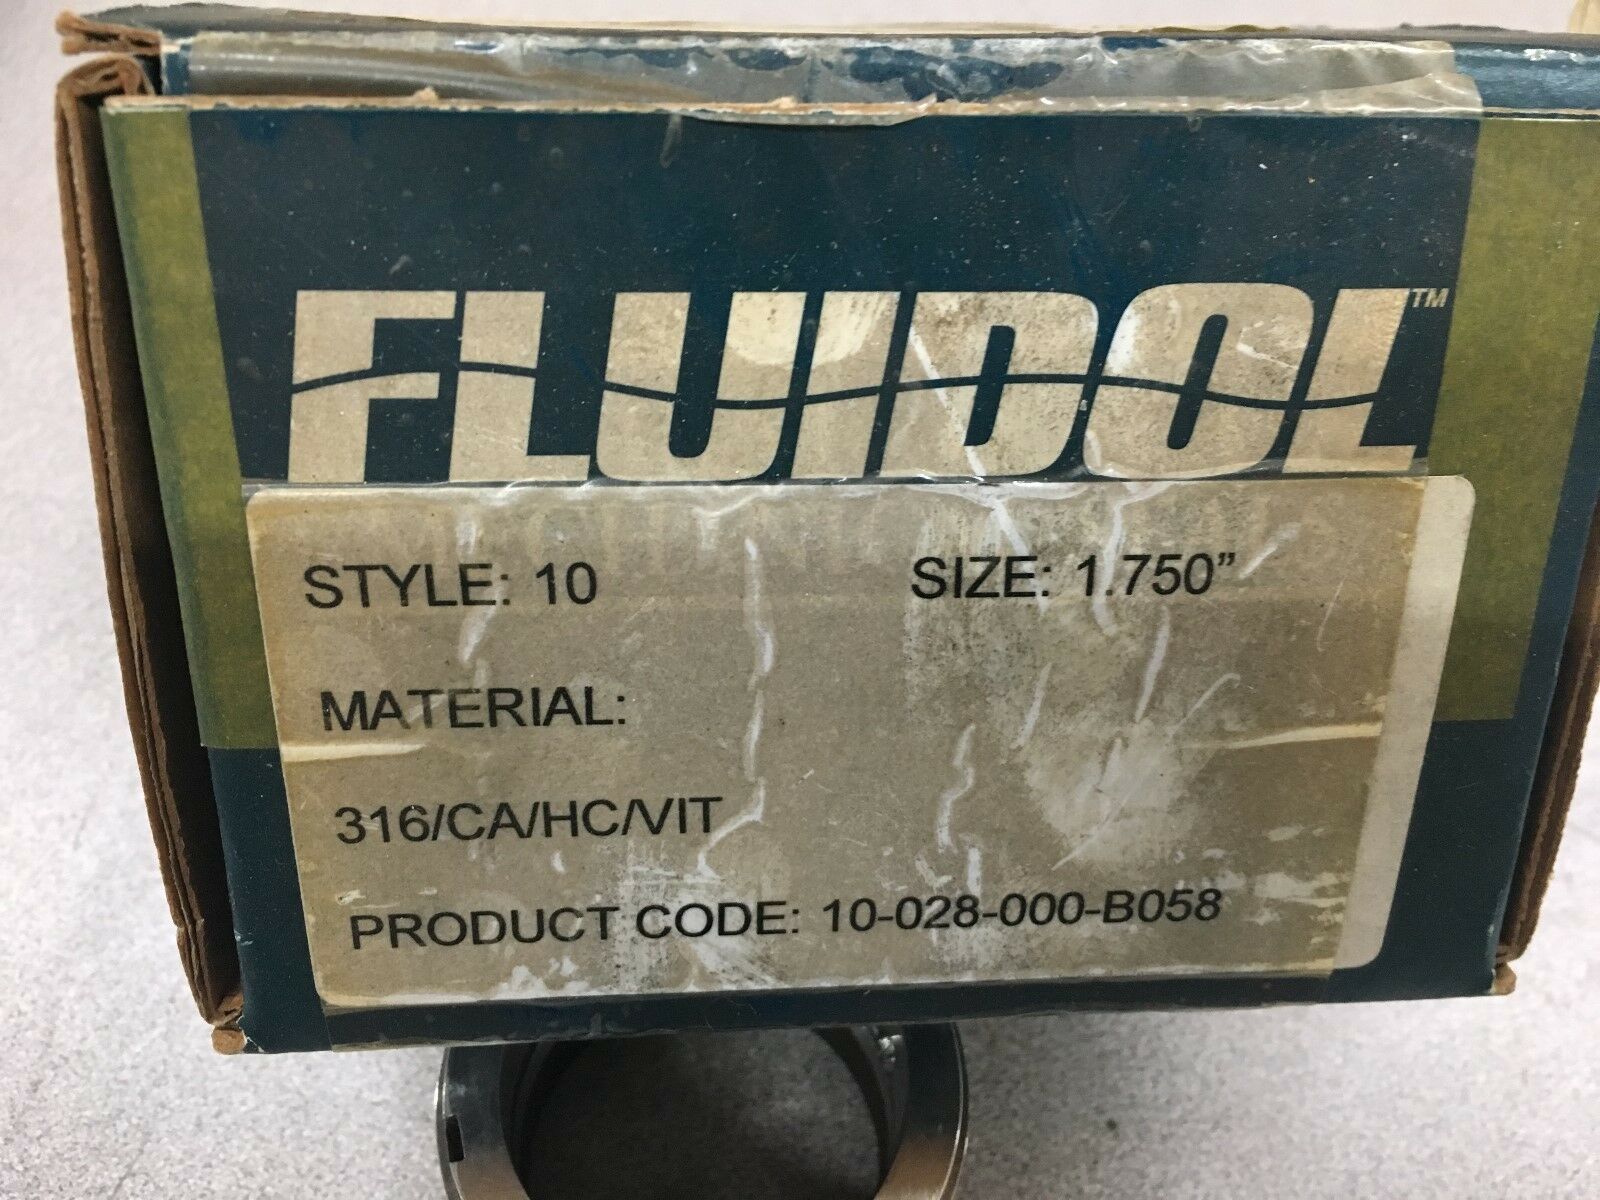 FLUIDOL™
STYLE: 10 SIZE: 1.750”
MATERIAL:
316/CA/HC/VIT
PRODUCT CODE: 10-028-000-B058